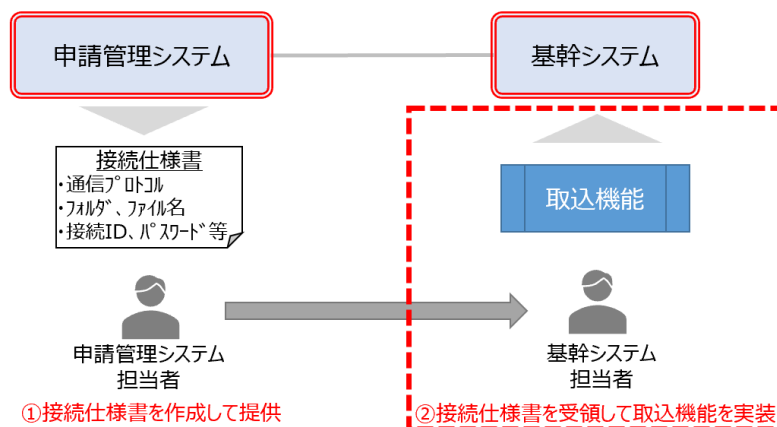 申請管理システム
基幹システム
接続仕様書
・通信ﾌﾟﾛﾄｺﾙ
・ﾌｫﾙﾀﾞ、ﾌｧｲﾙ名
・接続ID、ﾊﾟｽﾜｰﾄﾞ等
取込機能
申請管理システム
担当者
基幹システム
担当者
①接続仕様書を作成して提供
②接続仕様書を受領して取込機能を実装